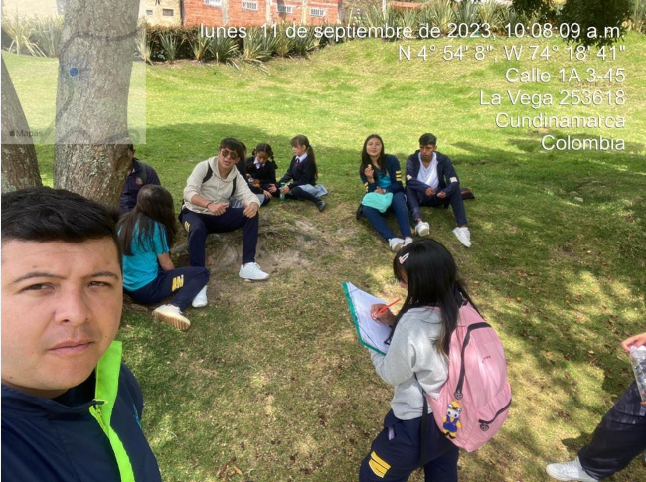 lunes, 11 de septiembre de 2023, 10:08:09 a.m.
N 4° 54' 8", W 74° 18' 41"
Calle 1A 3-45
La Vega 253618
Cundinamarca
Colombia
Mapas